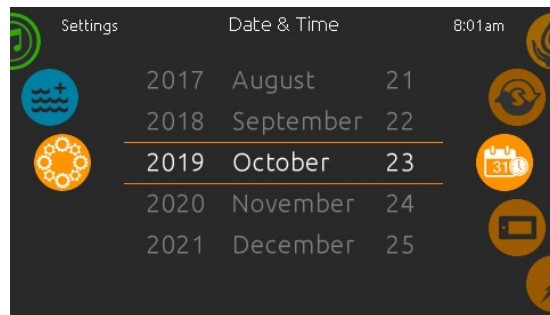 Settings Date & Time 8:01am
2017 August 21
2018 September 22
2019 October 23
31
2020 November 24
2021 December 25